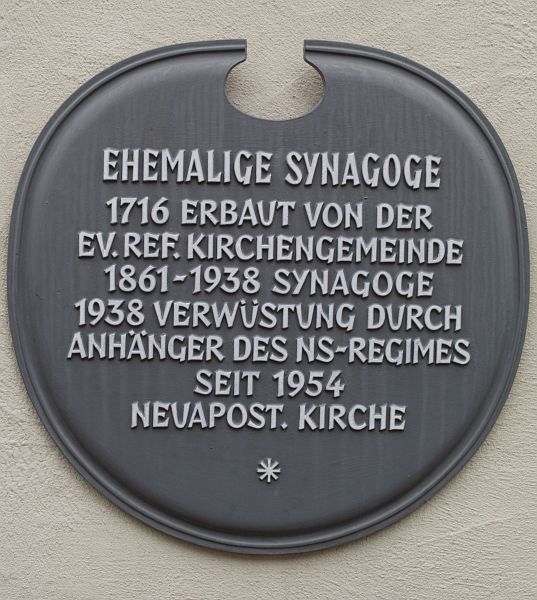 EHEMALIGE SYNAGOGE
1716 ERBAUT VON DER
EV. REF. KIRCHENGEMEINDE
1861-1938 SYNAGOGE
1938 VERWÜSTUNG DURCH
ANHÄNGER DES NS-REGIMES
SEIT 1954
NEUAPOST. KIRCHE